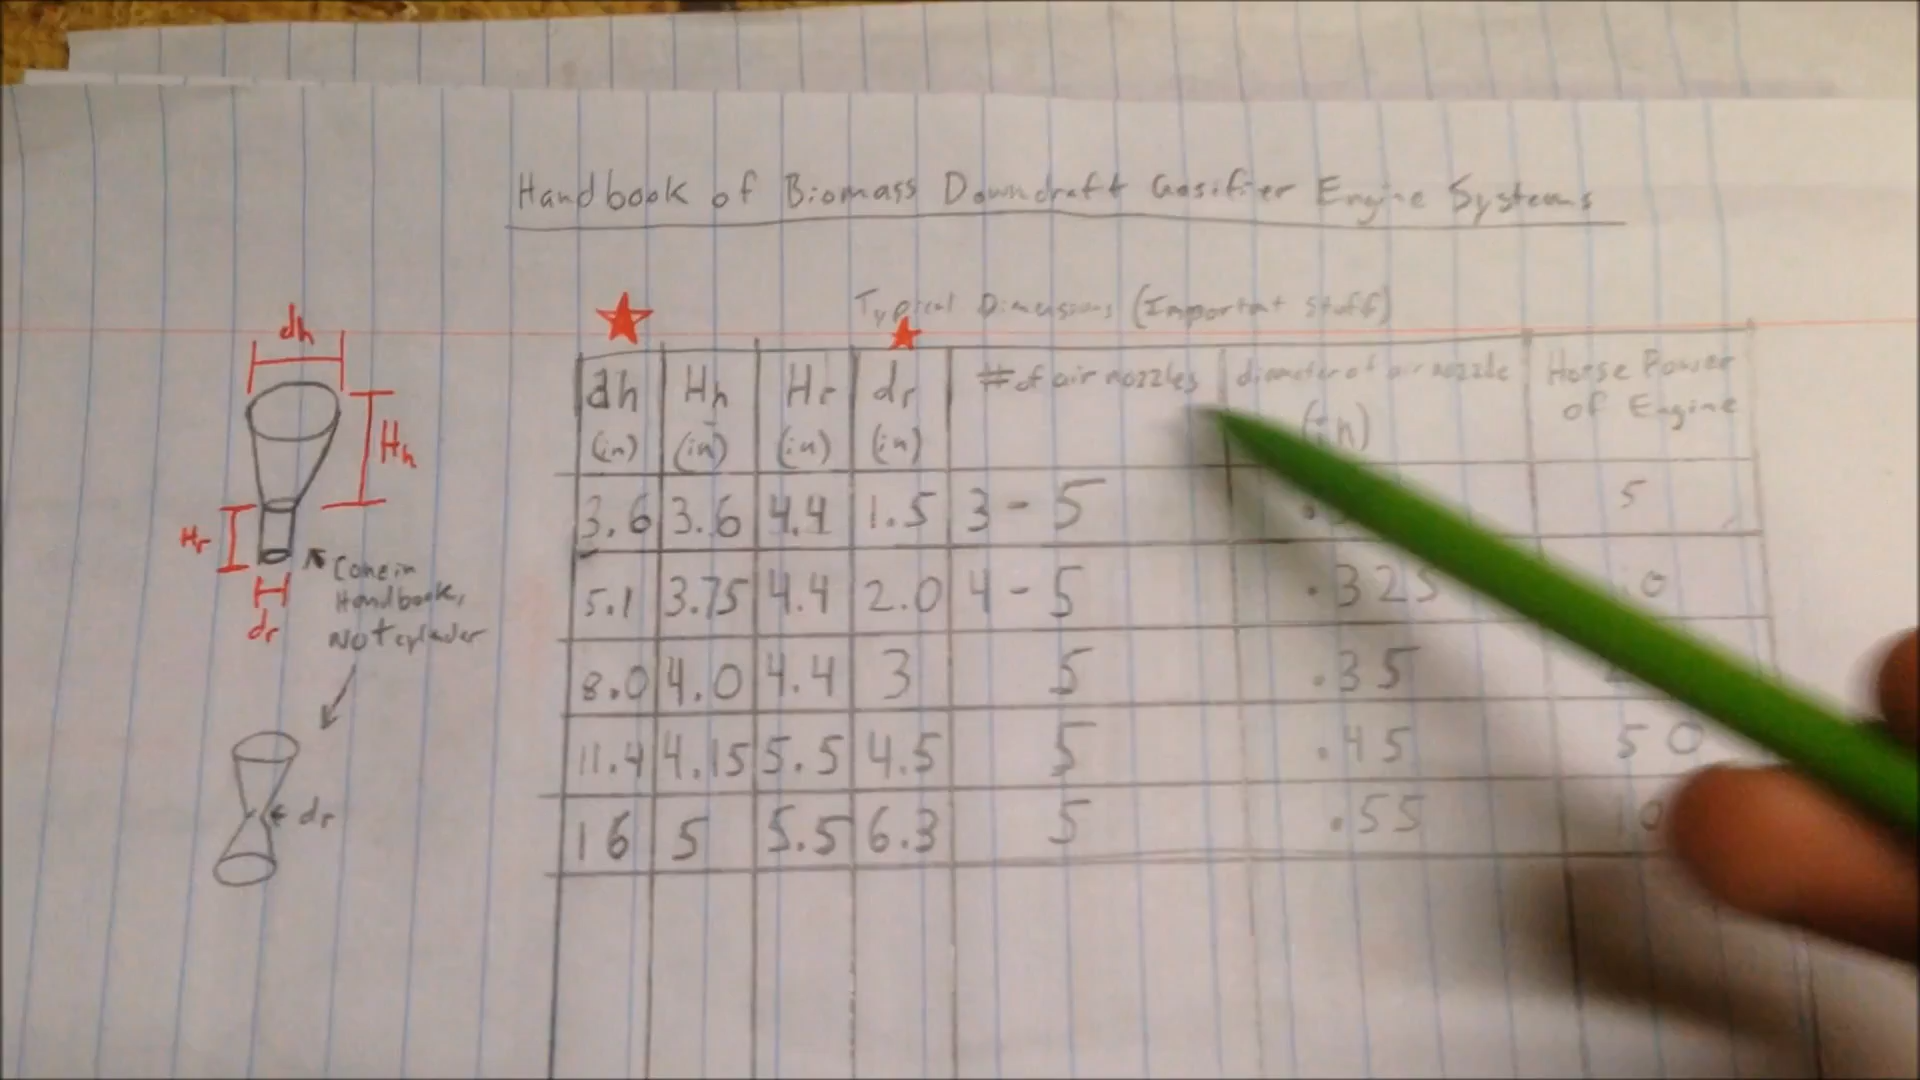 Handbook of Biomass Downdraft Gasifier Engine Systems
Typical Dimensions (Important stuff)
dh Hh Hr dr # of air nozzles diameter of air nozzle Horse Power
(in) (in) (in) (in) (in) of Engine
3.6 3.6 4.4 1.5 3 - 5 5
5.1 3.75 4.4 2.0 4 - 5 .325
8.0 4.0 4.4 3 5 .35
11.4 4.15 5.5 4.5 5 .45 50
16 5 5.5 6.3 5 .55
dh
Hh
Hr
dr
Cone in
Handbook,
Not cylinder
dr